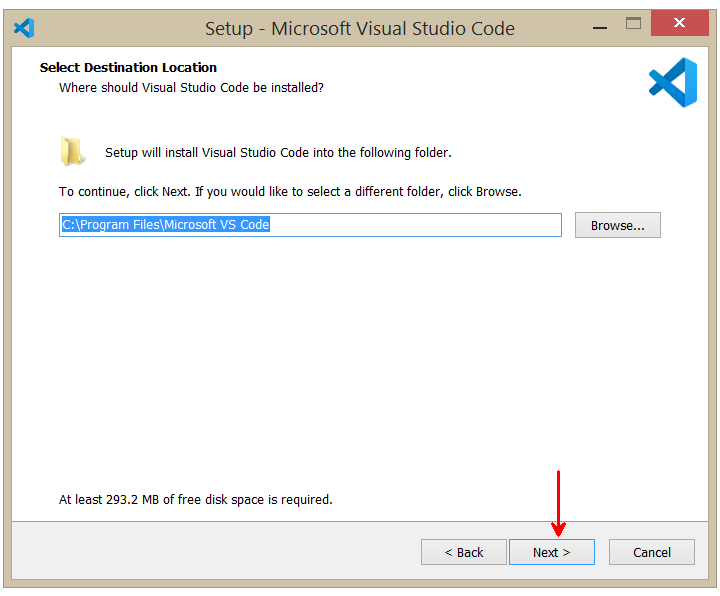 Setup - Microsoft Visual Studio Code
Select Destination Location
Where should Visual Studio Code be installed?
Setup will install Visual Studio Code into the following folder.
To continue, click Next. If you would like to select a different folder, click Browse.
C:\Program Files\Microsoft VS Code
Browse...
At least 293.2 MB of free disk space is required.
< Back
Next >
Cancel